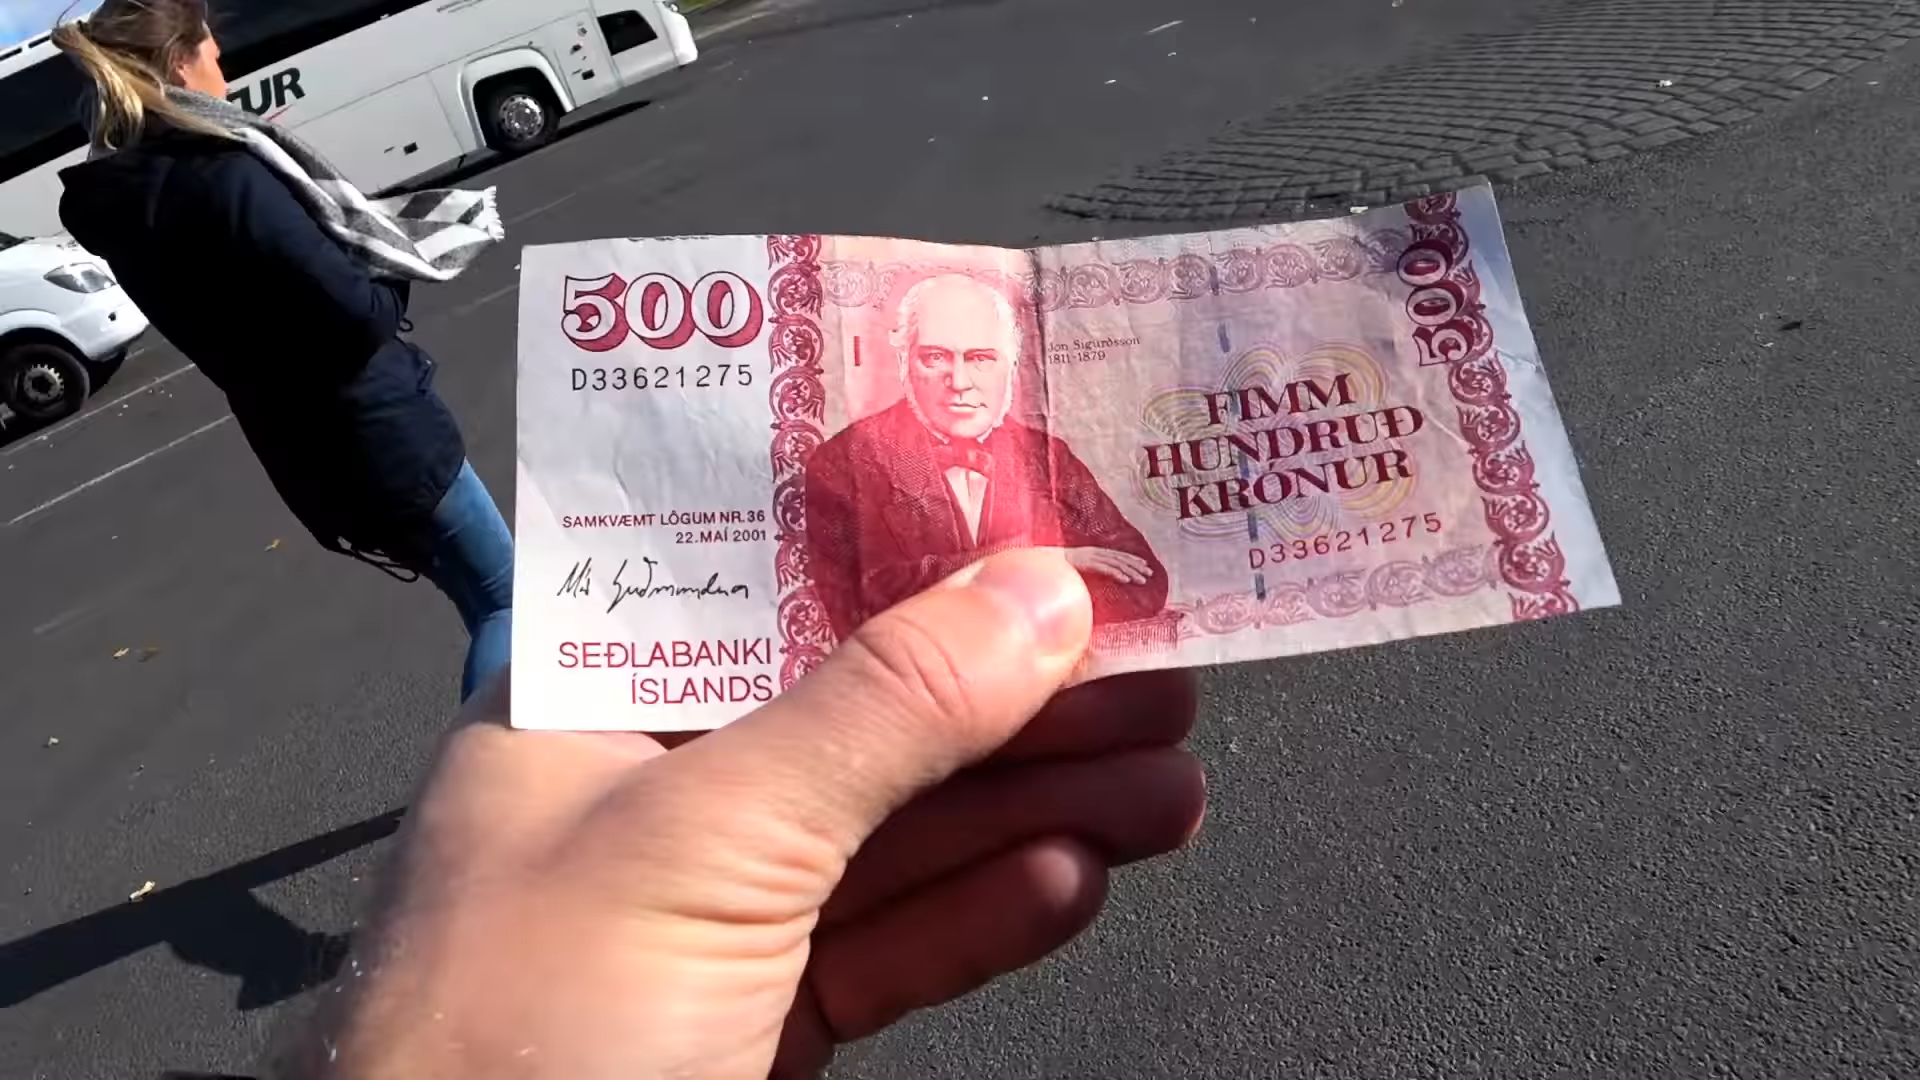 TUR
500
D33621275
SAMKVÆMT LÖGUM NR.36
22.MAÍ 2001
SEÐLABANKI
ÍSLANDS
Jón Sigurðsson
1811-1879
FIMM
HUNDRUÐ
KRÓNUR
D33621275
500